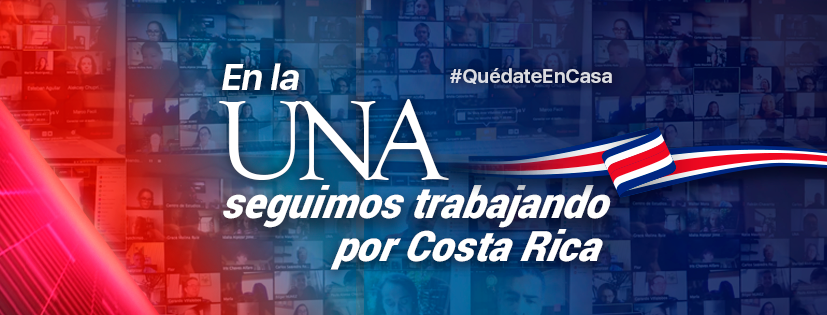 En la
#QuédateEnCasa
UNA
seguimos trabajando
por Costa Rica